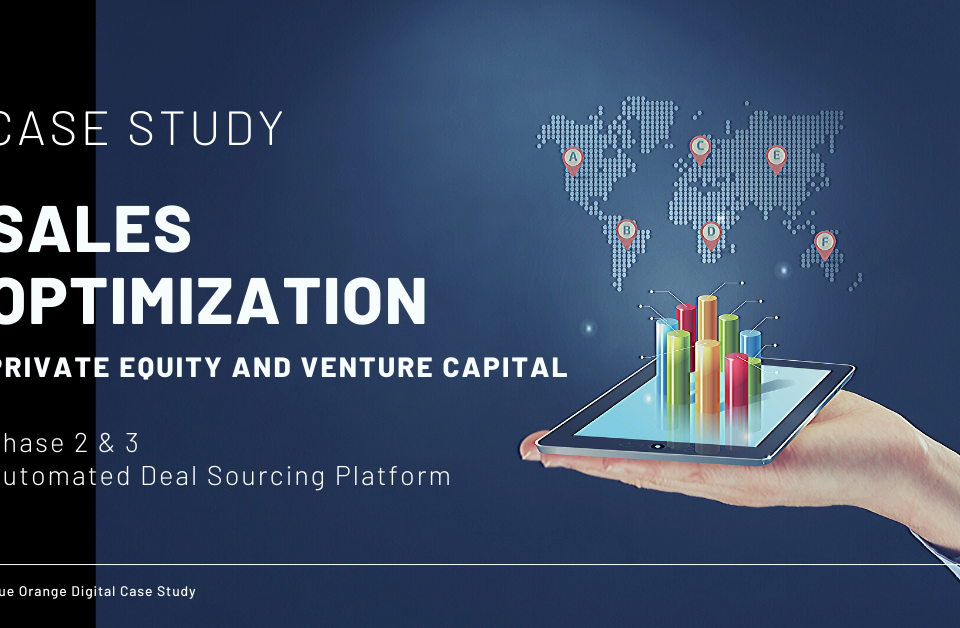 CASE STUDY
SALES
OPTIMIZATION
PRIVATE EQUITY AND VENTURE CAPITAL
hase 2 & 3
utomated Deal Sourcing Platform
ue Orange Digital Case Study
A
C
E
B
D
F